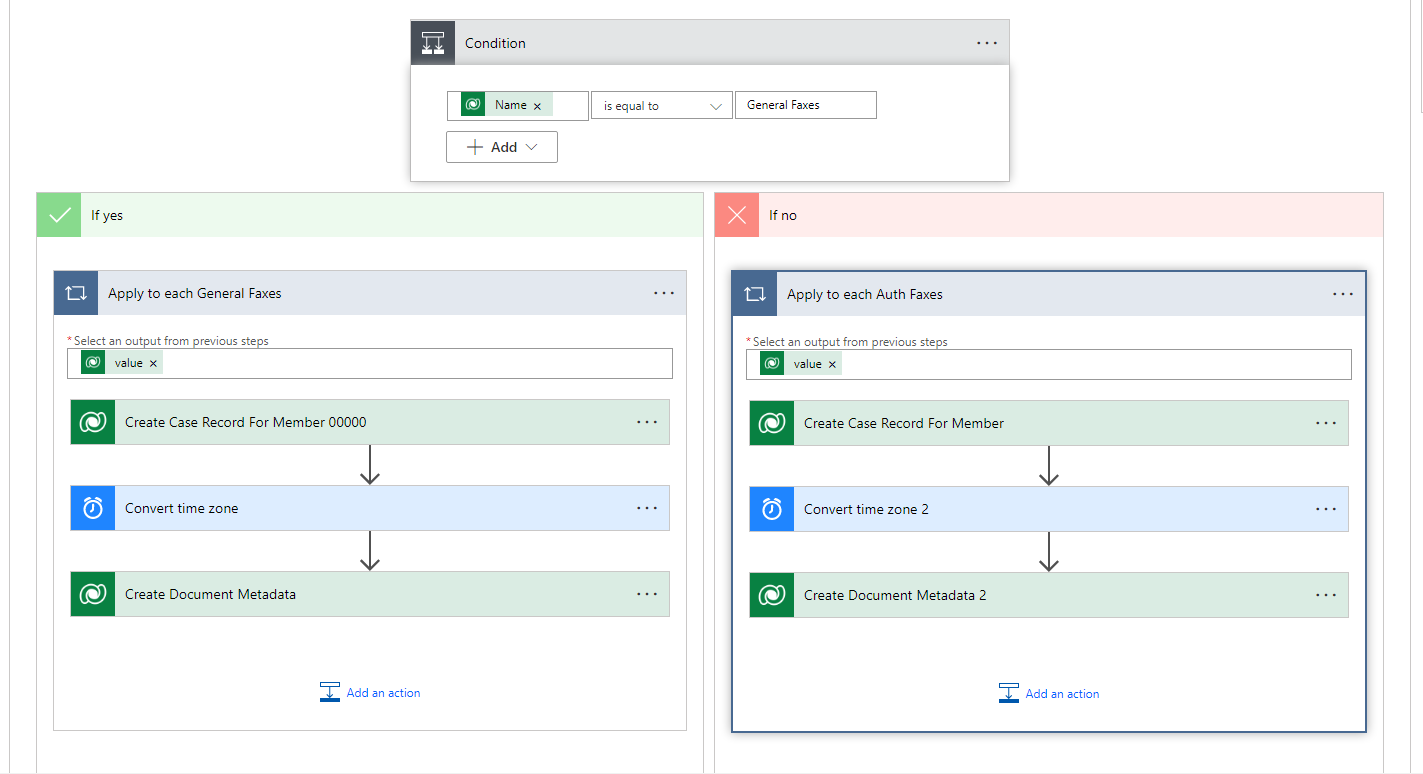 Condition
Name × is equal to General Faxes
Add
If yes
Apply to each General Faxes
* Select an output from previous steps
value ×
Create Case Record For Member 00000
Convert time zone
Create Document Metadata
Add an action
If no
Apply to each Auth Faxes
* Select an output from previous steps
value ×
Create Case Record For Member
Convert time zone 2
Create Document Metadata 2
Add an action